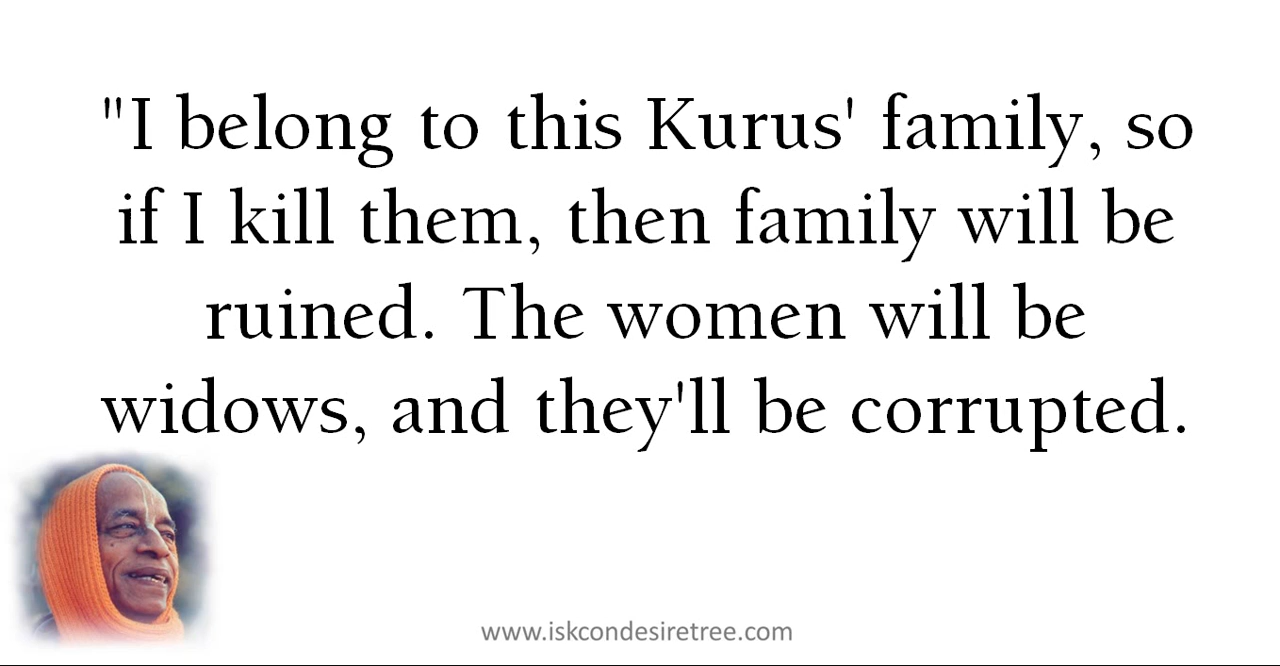 "I belong to this Kurus' family, so
if I kill them, then family will be
ruined. The women will be
widows, and they'll be corrupted.
www.iskcondesiretree.com